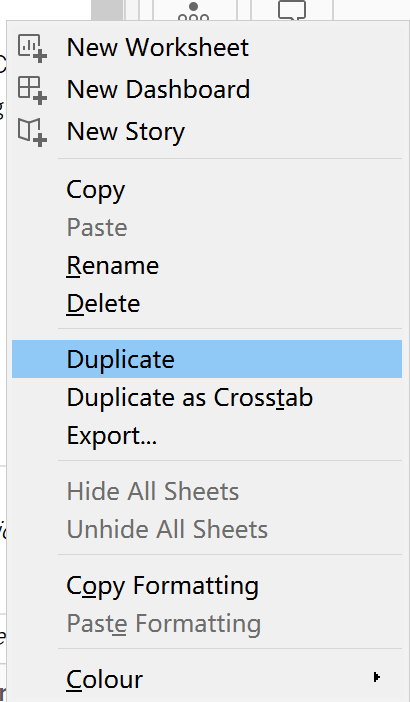 New Worksheet
New Dashboard
New Story
Copy
Paste
Rename
Delete
Duplicate
Duplicate as Crosstab
Export...
Hide All Sheets
Unhide All Sheets
Copy Formatting
Paste Formatting
Colour